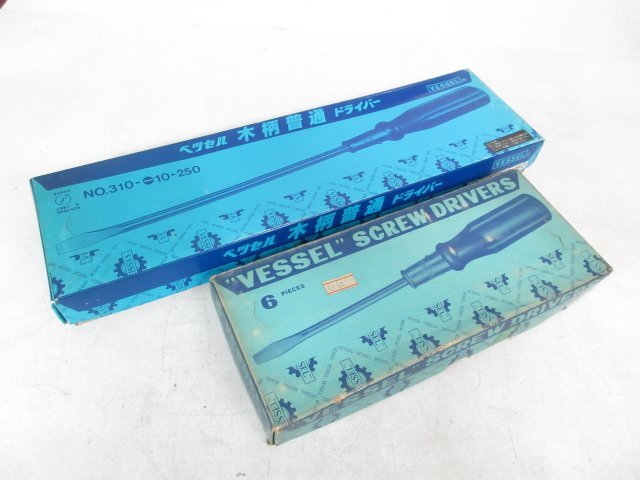 VESSEL
ベッセル 木柄普通 ドライバー
NO.310-⊖10-250
VESSEL
ベッセル 木柄普通 ドライバー
"VESSEL" SCREW DRIVERS
6 PIECES
"VESSEL" SCREW DRIVERS